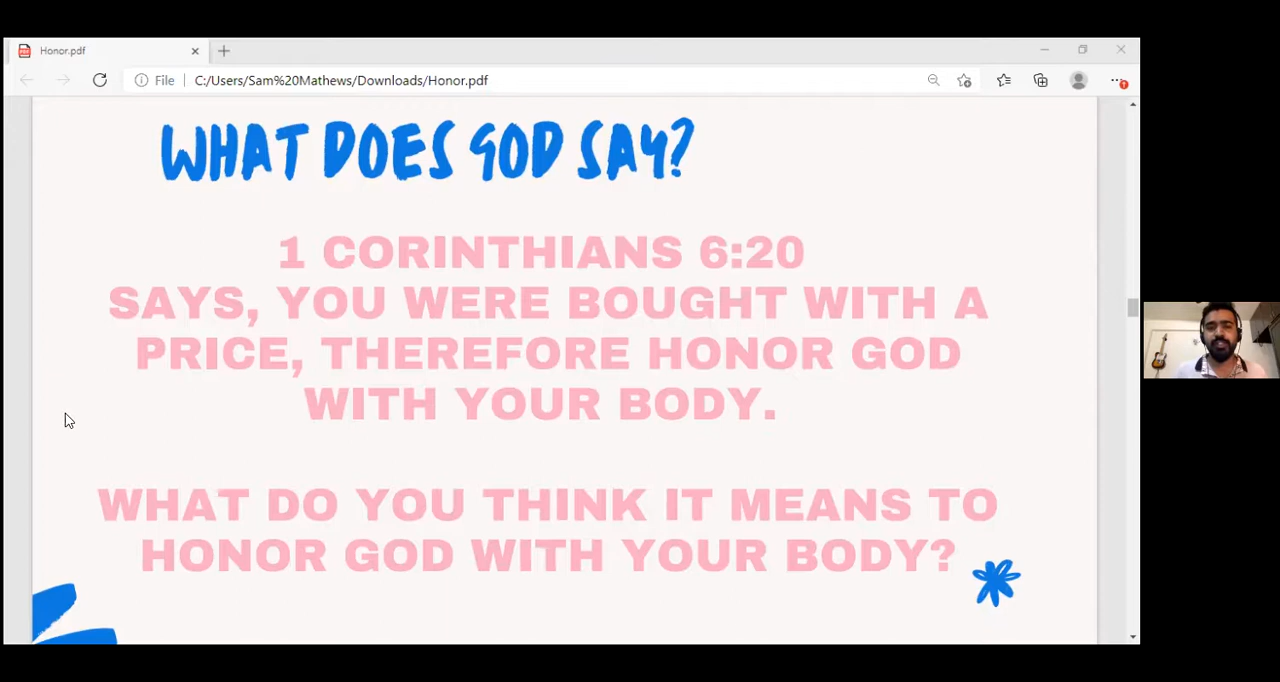 Honor.pdf
File
C:/Users/Sam%20Mathews/Downloads/Honor.pdf
WHAT DOES GOD SAY?
1 CORINTHIANS 6:20
SAYS, YOU WERE BOUGHT WITH A
PRICE, THEREFORE HONOR GOD
WITH YOUR BODY.
WHAT DO YOU THINK IT MEANS TO
HONOR GOD WITH YOUR BODY?